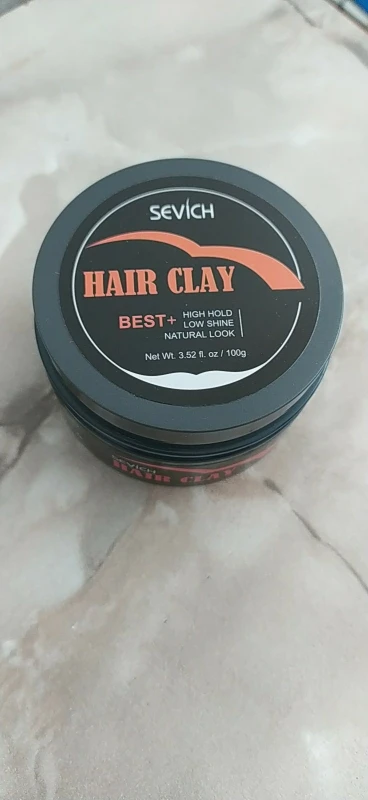 SEVICH
HAIR CLAY
BEST+
HIGH HOLD
LOW SHINE
NATURAL LOOK
Net Wt. 3.52 fl. oz / 100g
SEVICH
HAIR CLAY